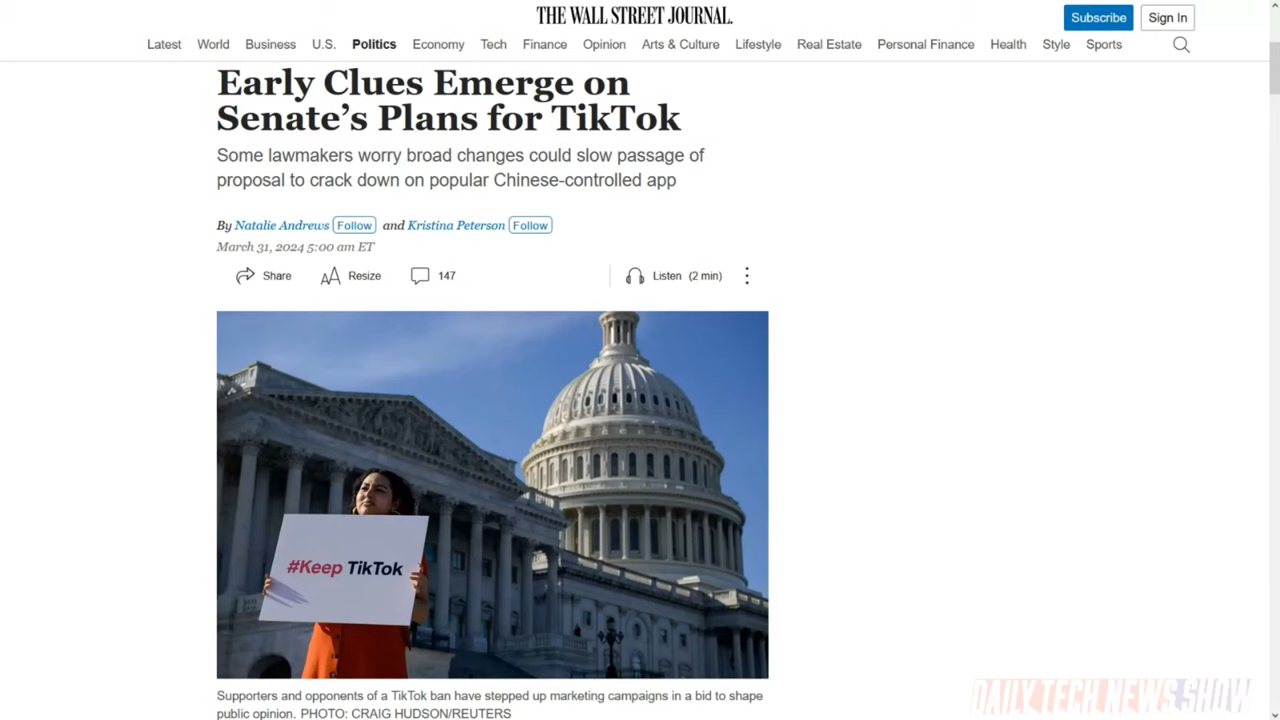 THE WALL STREET JOURNAL.
Subscribe
Sign In
Latest World Business U.S. Politics Economy Tech Finance Opinion Arts & Culture Lifestyle Real Estate Personal Finance Health Style Sports
Early Clues Emerge on
Senate’s Plans for TikTok
Some lawmakers worry broad changes could slow passage of
proposal to crack down on popular Chinese-controlled app
By Natalie Andrews Follow and Kristina Peterson Follow
March 31, 2024 5:00 am ET
Share AA Resize 147 Listen (2 min)
#Keep TikTok
Supporters and opponents of a TikTok ban have stepped up marketing campaigns in a bid to shape
public opinion. PHOTO: CRAIG HUDSON/REUTERS
DAILY TECH NEWS SHOW